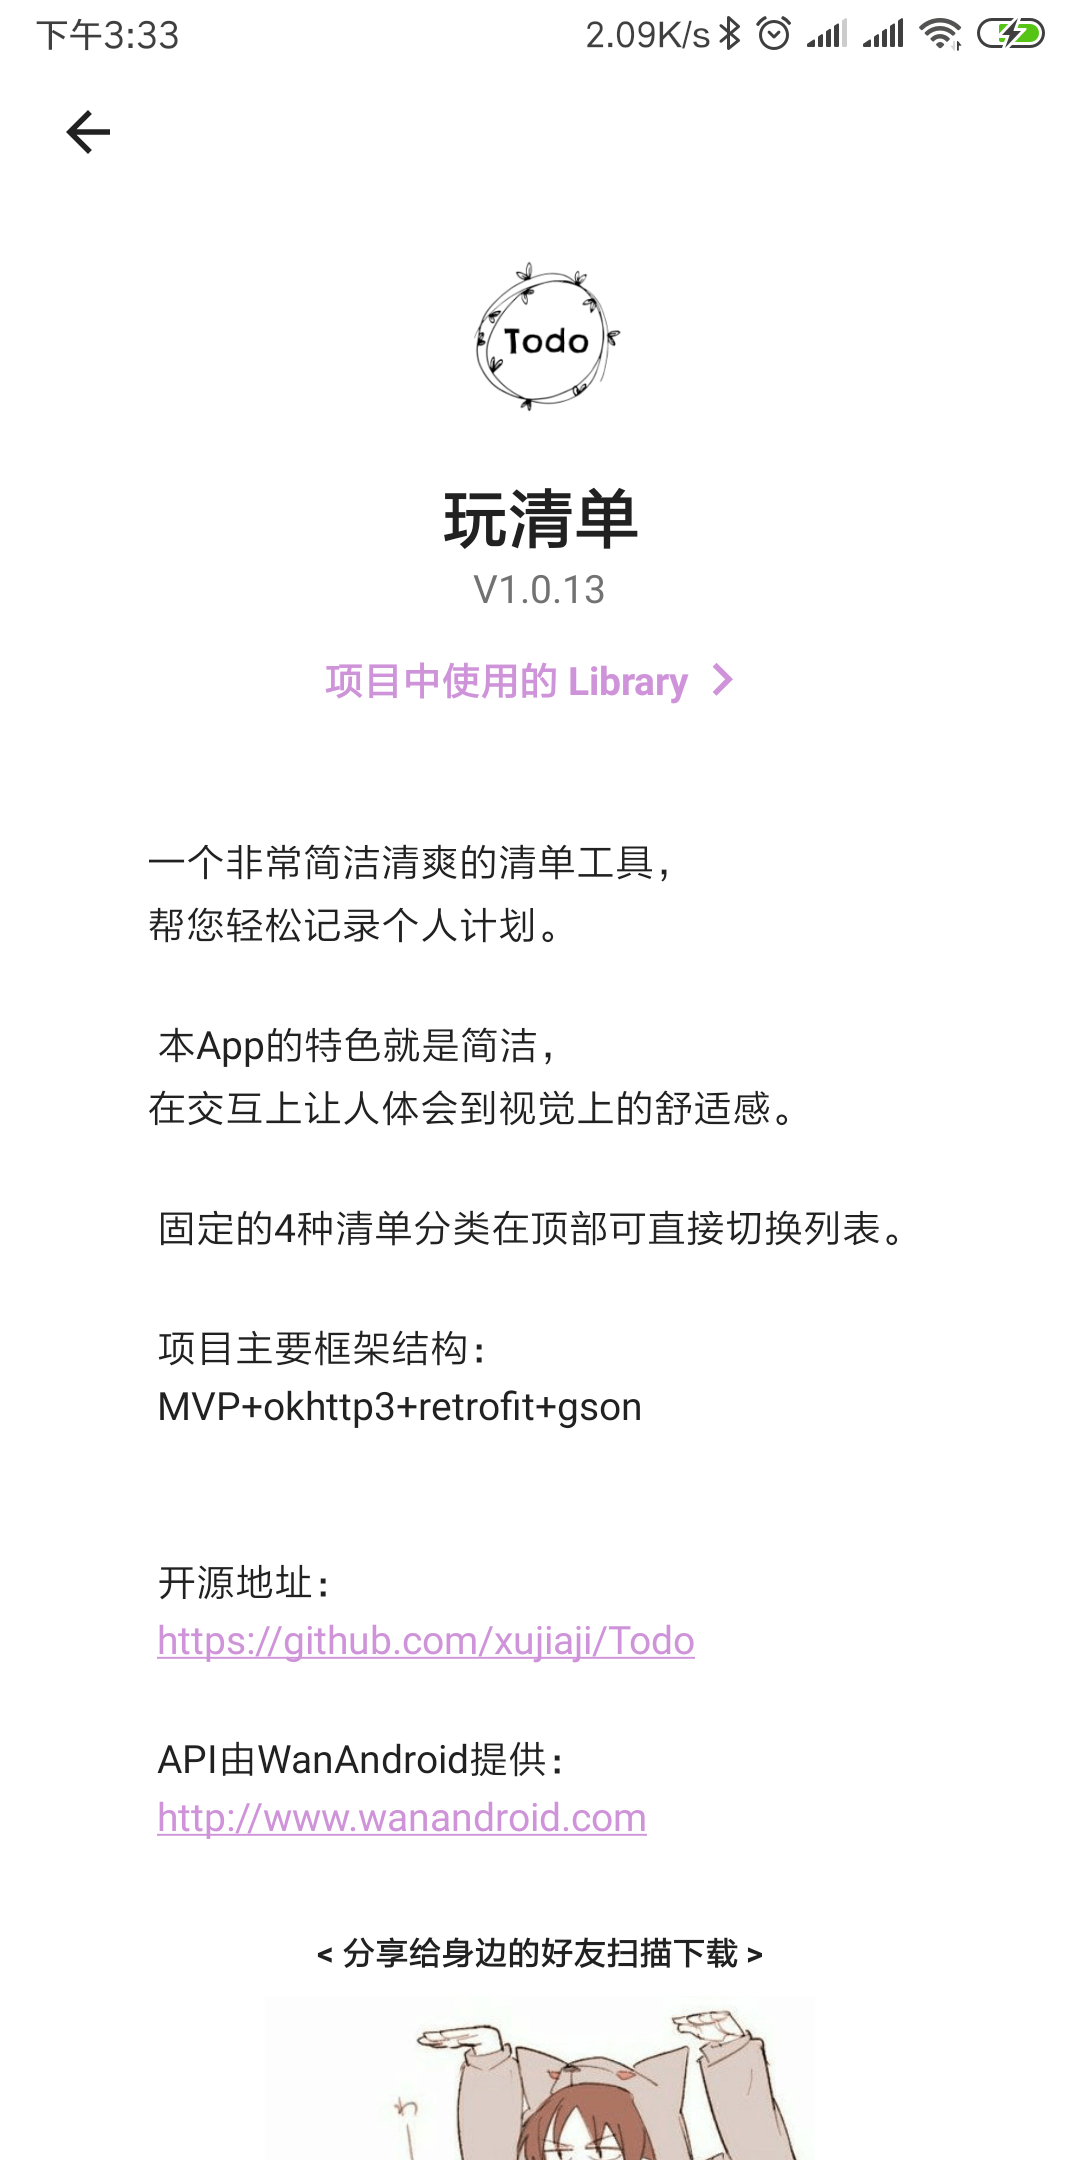 下午3:33
2.09K/s
Todo
玩清单
V1.0.13
项目中使用的 Library
一个非常简洁清爽的清单工具，
帮您轻松记录个人计划。
本App的特色就是简洁，
在交互上让人体会到视觉上的舒适感。
固定的4种清单分类在顶部可直接切换列表。
项目主要框架结构：
MVP+okhttp3+retrofit+gson
开源地址：
https://github.com/xujiaji/Todo
API由WanAndroid提供：
http://www.wanandroid.com
< 分享给身边的好友扫描下载 >
わ